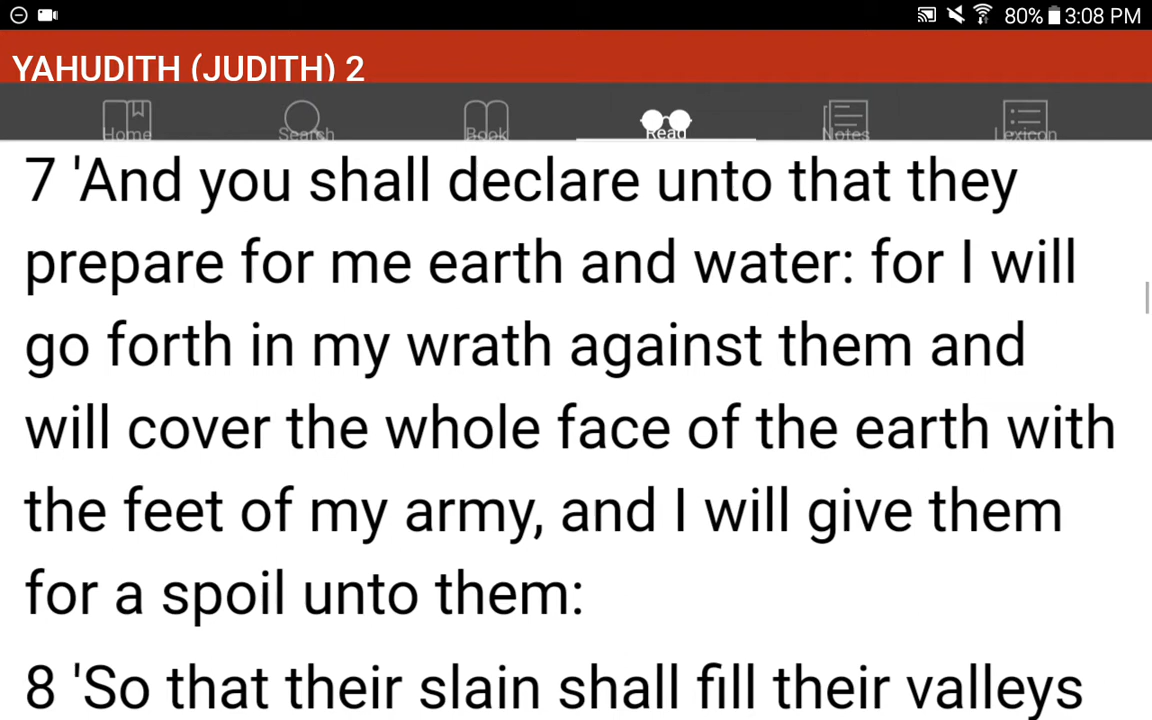 80% 3:08 PM
YAHUDITH (JUDITH) 2
Home Search Book Read Notes Lexicon
7 'And you shall declare unto that they
prepare for me earth and water: for I will
go forth in my wrath against them and
will cover the whole face of the earth with
the feet of my army, and I will give them
for a spoil unto them:
8 'So that their slain shall fill their valleys